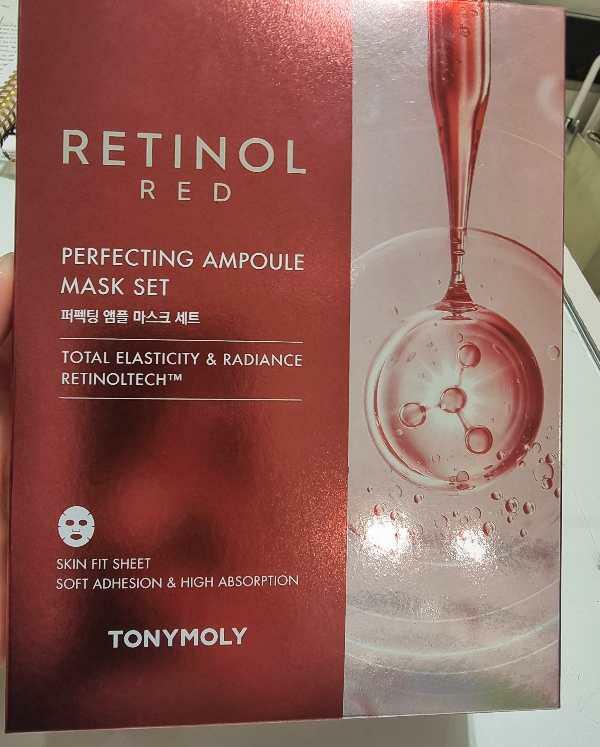 RETINOL
RED
PERFECTING AMPOULE
MASK SET
퍼펙팅 앰플 마스크 세트
TOTAL ELASTICITY & RADIANCE
RETINOLTECH™
SKIN FIT SHEET
SOFT ADHESION & HIGH ABSORPTION
TONYMOLY